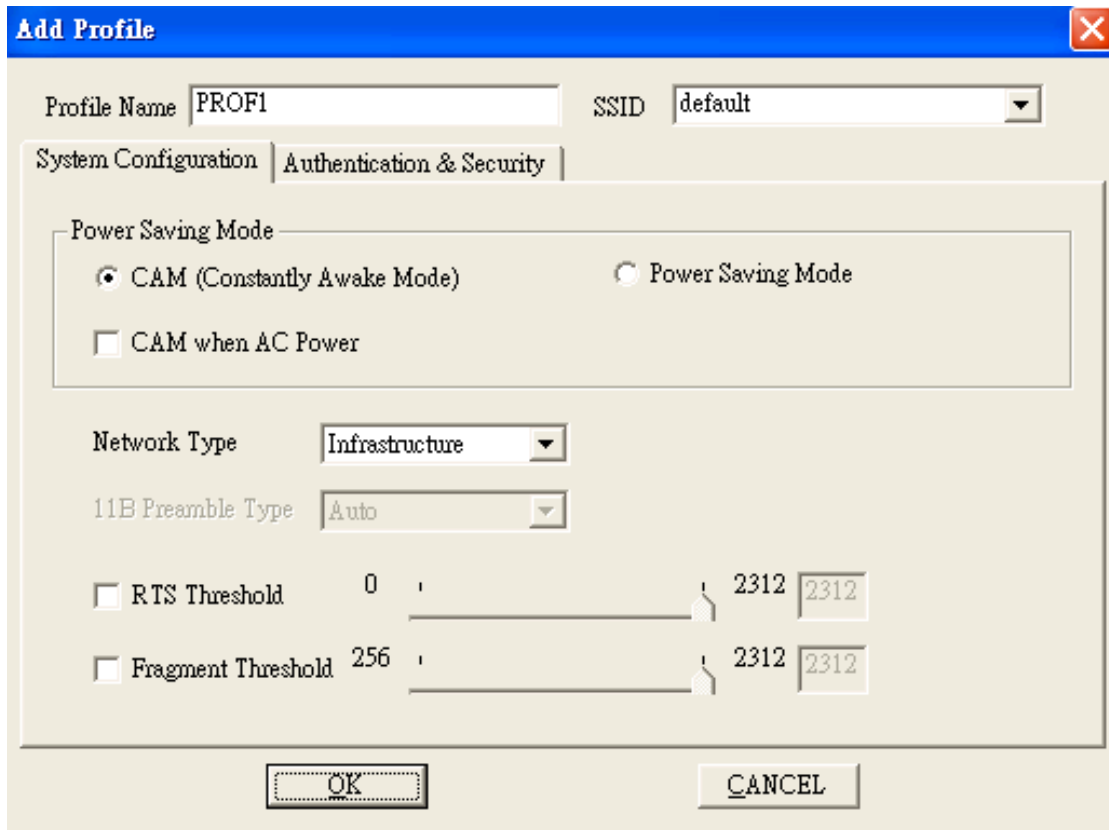 Add Profile
Profile Name PROF1 SSID default
System Configuration Authentication & Security
Power Saving Mode
CAM (Constantly Awake Mode) Power Saving Mode
CAM when AC Power
Network Type Infrastructure
11B Preamble Type Auto
RTS Threshold 0 2312 2312
Fragment Threshold 256 2312 2312
OK CANCEL